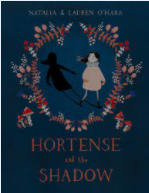 NATALIA & LAUREN O'HARA
HORTENSE
and the
SHADOW